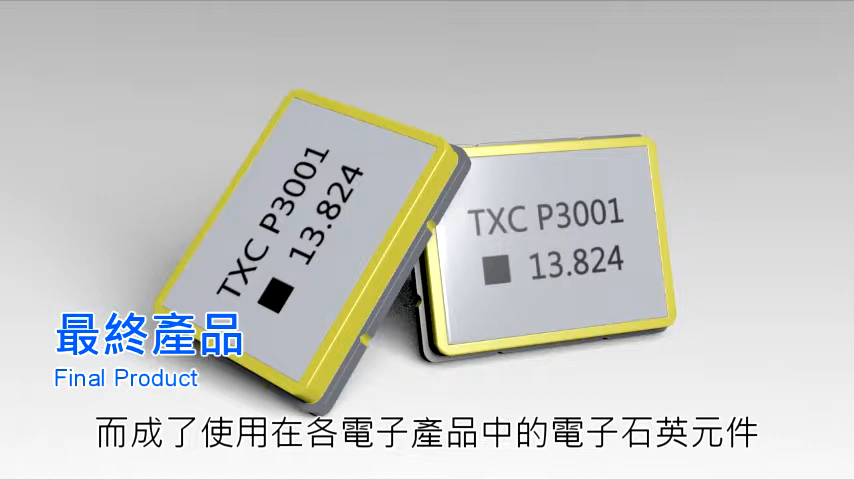 TXC P3001
13.824
TXC P3001
13.824
最終產品
Final Product
而成了使用在各電子產品中的電子石英元件